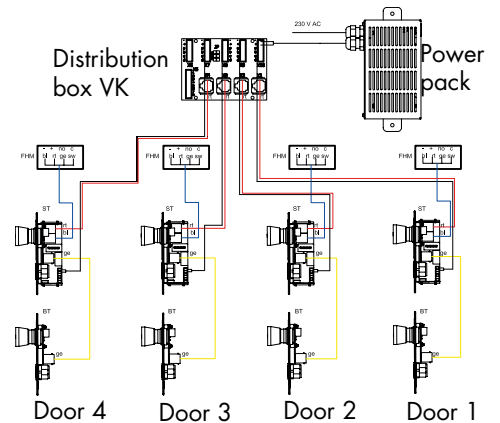 230 V AC
Distribution
box VK
Power
pack
- + no c
bl rt ge sw
FHM
- + no c
bl rt ge sw
FHM
- + no c
bl rt ge sw
FHM
- + no c
bl rt ge sw
FHM
ST
rt
bl
ge
ST
rt
bl
ge
ST
rt
bl
ge
ST
rt
bl
ge
BT
ge
BT
ge
BT
ge
BT
ge
Door 4
Door 3
Door 2
Door 1